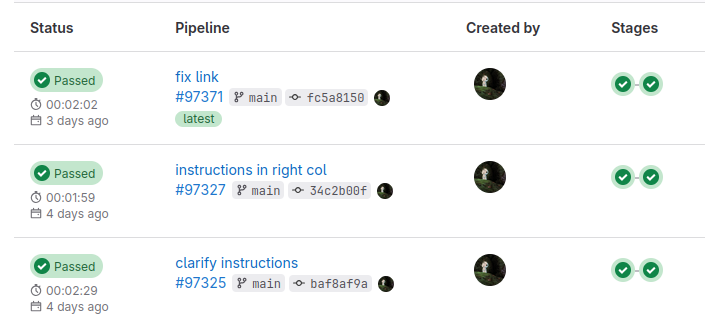 Status Pipeline Created by Stages
Passed
00:02:02
3 days ago
fix link
#97371 main fc5a8150
latest
Passed
00:01:59
4 days ago
instructions in right col
#97327 main 34c2b00f
Passed
00:02:29
4 days ago
clarify instructions
#97325 main baf8af9a